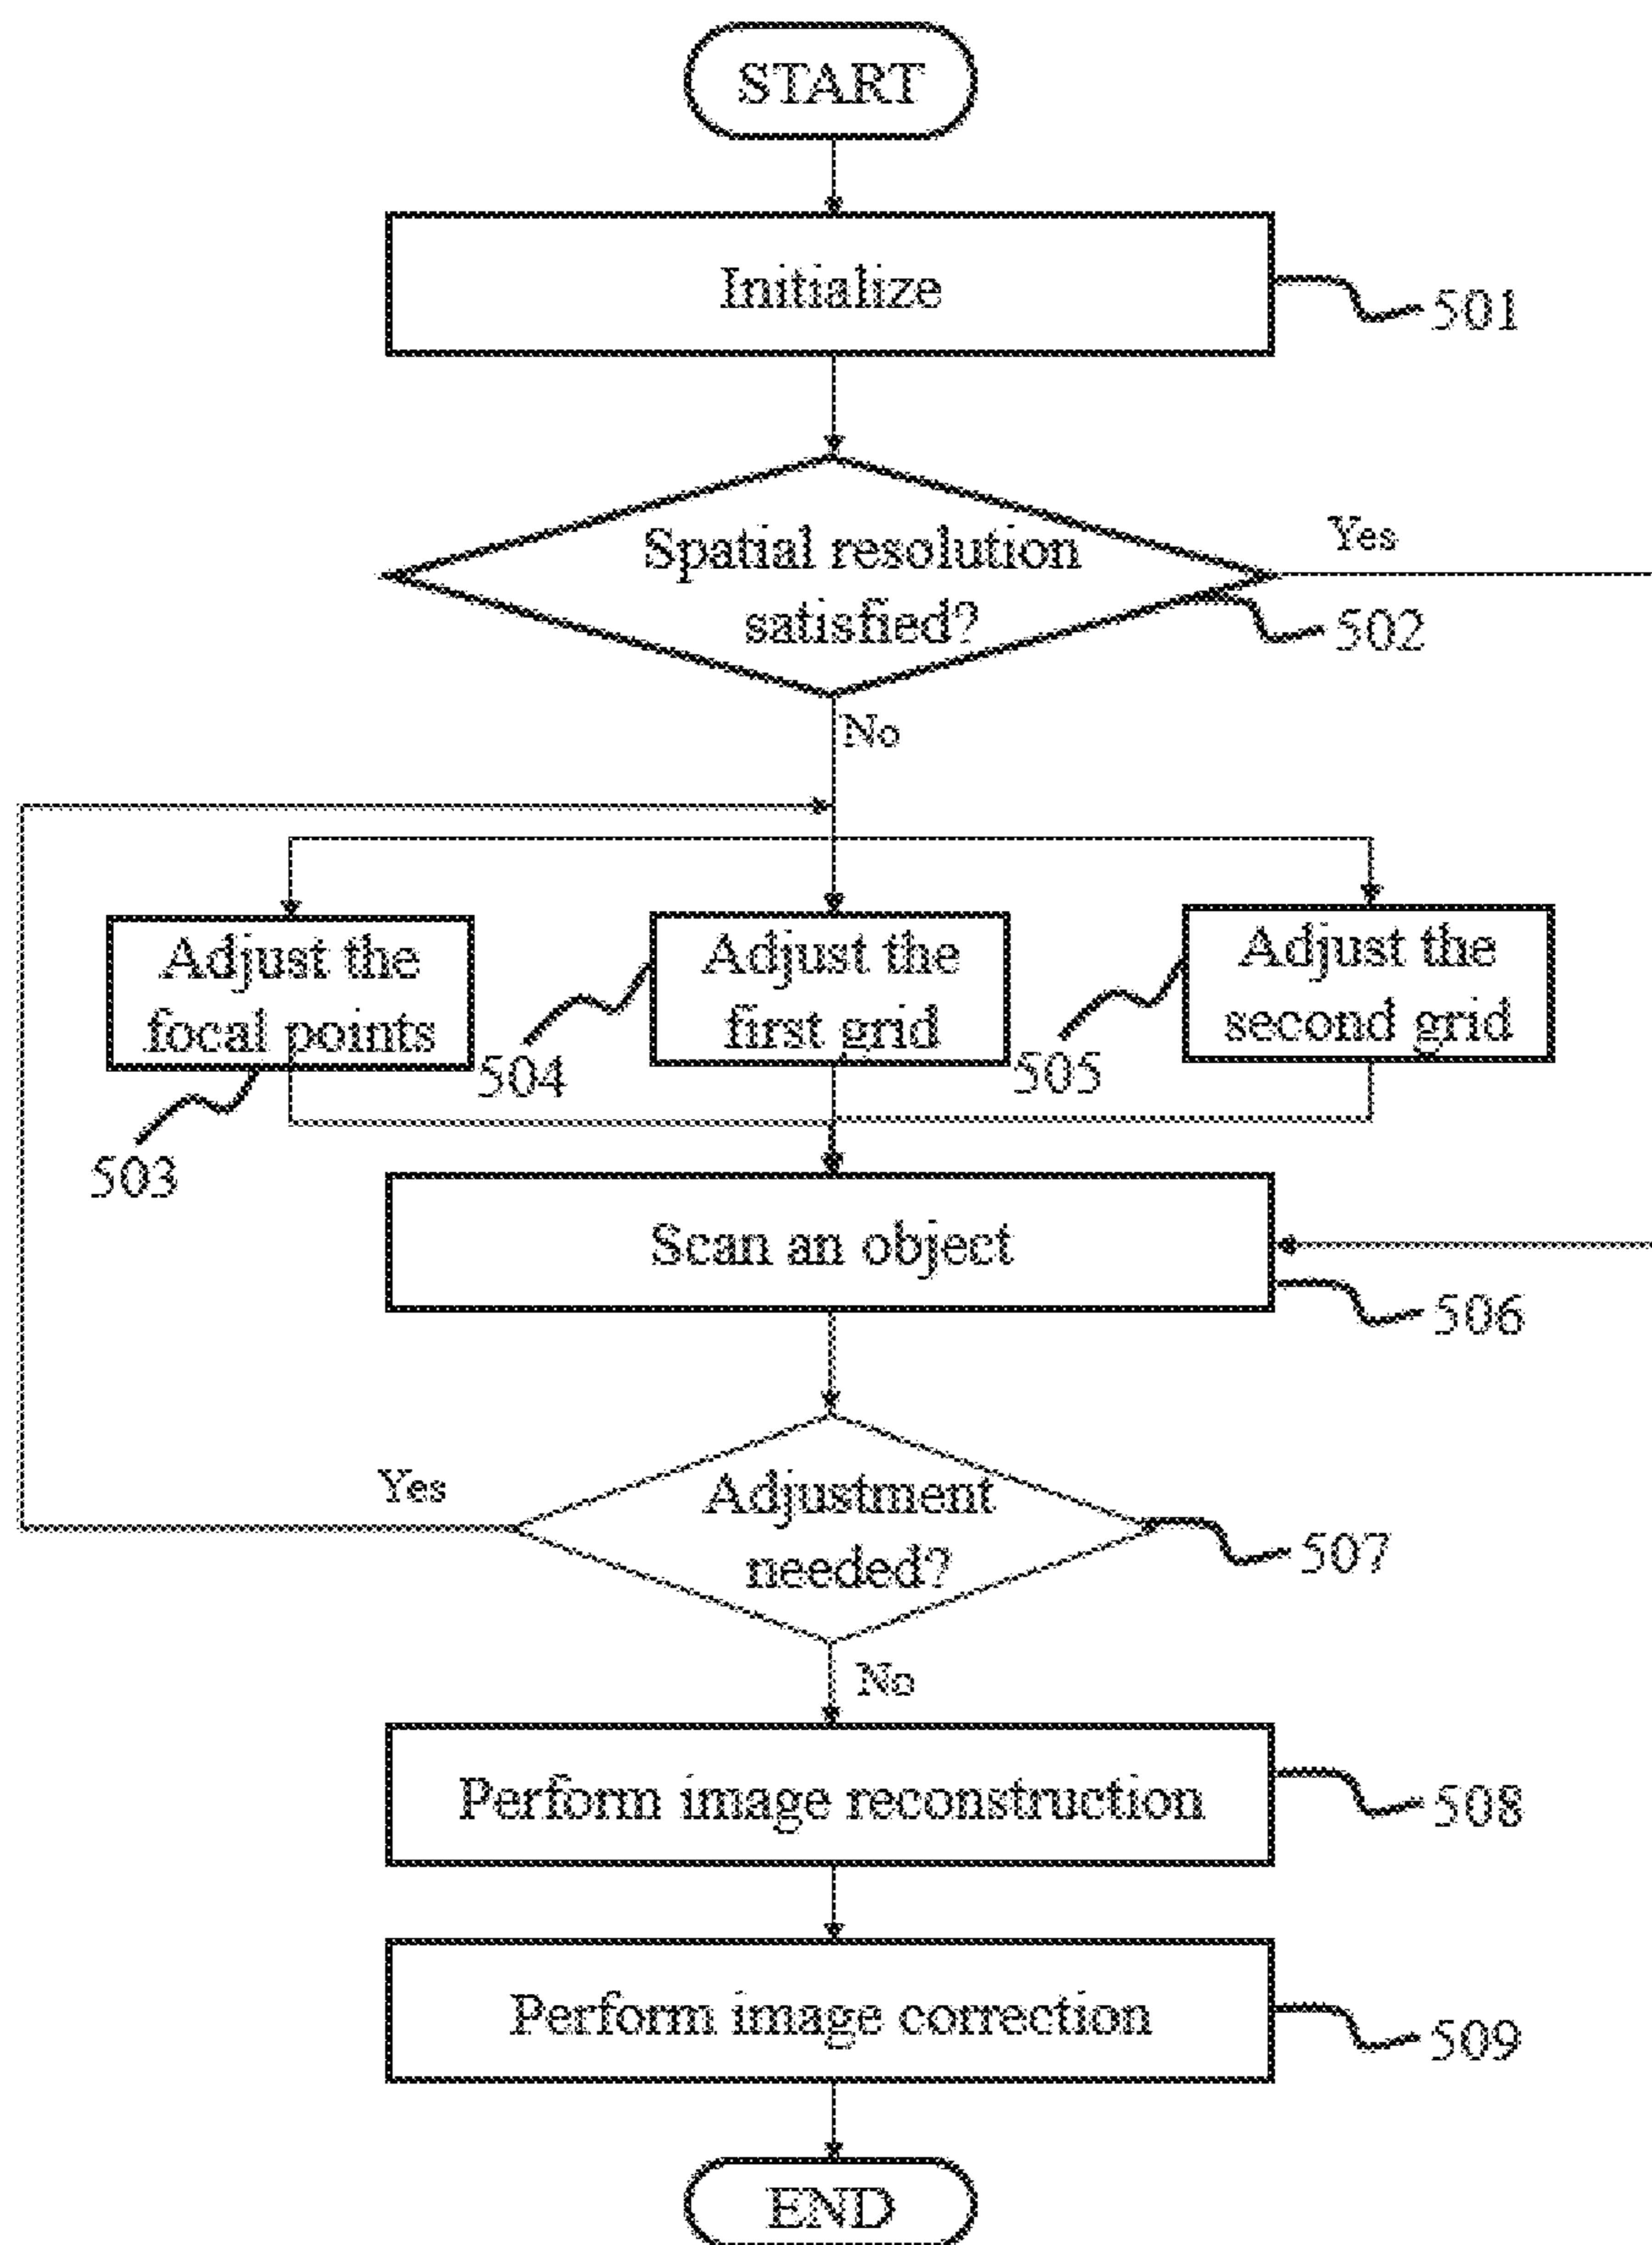 START
Initialize
501
Spatial resolution
satisfied?
Yes
502
No
Adjust the
focal points
503
Adjust the
first grid
504
Adjust the
second grid
505
Scan an object
506
Adjustment
needed?
Yes
507
No
Perform image reconstruction
508
Perform image correction
509
END